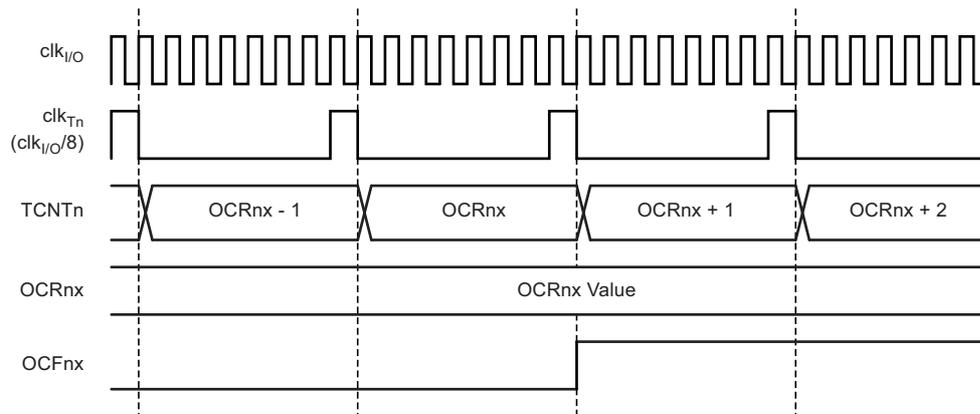 clkI/O
clkTn
(clkI/O/8)
TCNTn
OCRnx - 1
OCRnx
OCRnx + 1
OCRnx + 2
OCRnx
OCRnx Value
OCFnx